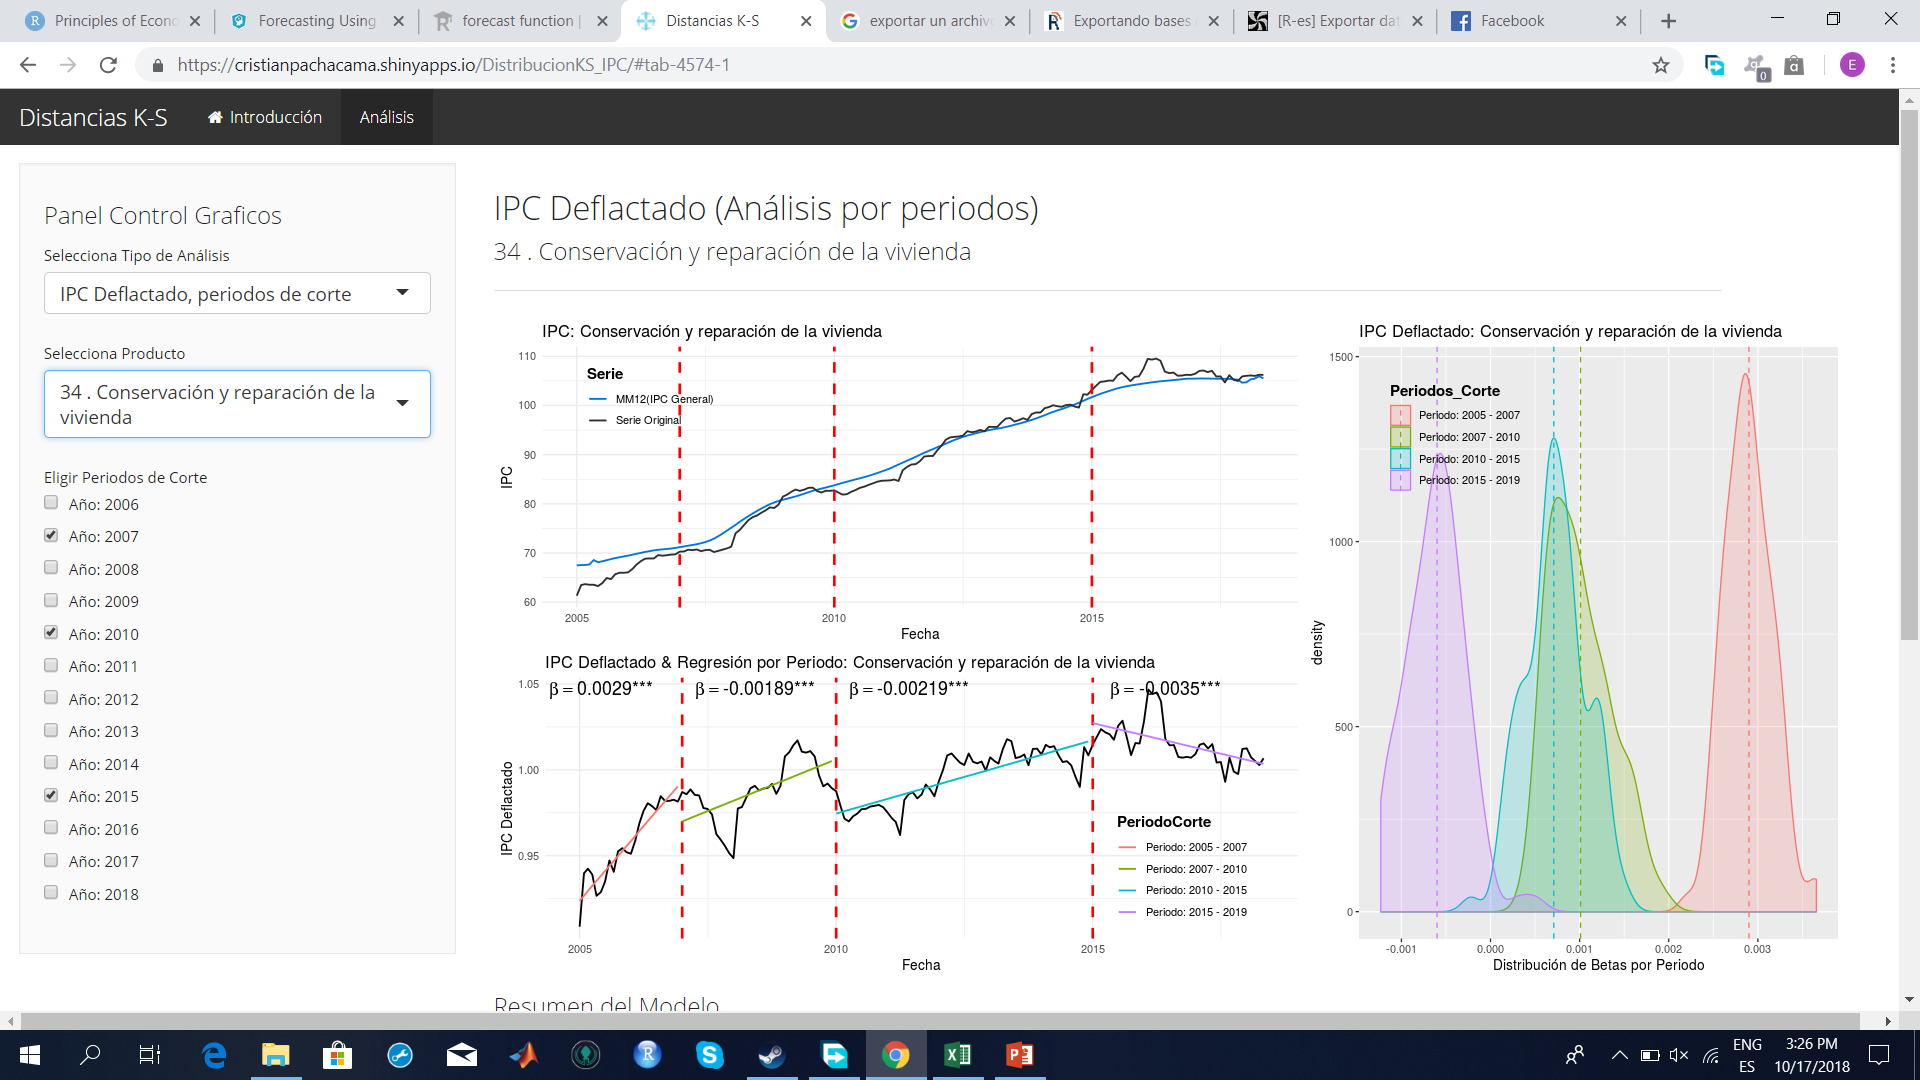 Principles of Econo
Forecasting Using
forecast function |
Distancias K-S
exportar un archivo
Exportando bases
[R-es] Exportar dat
Facebook
https://cristianpachacama.shinyapps.io/DistribucionKS_IPC/#tab-4574-1
0
E
Distancias K-S
Introducción
Análisis
Panel Control Graficos
Selecciona Tipo de Análisis
IPC Deflactado, periodos de corte
Selecciona Producto
34 . Conservación y reparación de la
vivienda
Eligir Periodos de Corte
Año: 2006
Año: 2007
Año: 2008
Año: 2009
Año: 2010
Año: 2011
Año: 2012
Año: 2013
Año: 2014
Año: 2015
Año: 2016
Año: 2017
Año: 2018
IPC Deflactado (Análisis por periodos)
34 . Conservación y reparación de la vivienda
IPC: Conservación y reparación de la vivienda
110
100
90
80
70
60
IPC
Serie
MM12(IPC General)
Serie Original
2005
2010
2015
Fecha
IPC Deflactado & Regresión por Periodo: Conservación y reparación de la vivienda
1.05
1.00
0.95
IPC Deflactado
β = 0.0029***
β = -0.00189***
β = -0.00219***
β = -0.0035***
PeriodoCorte
Periodo: 2005 - 2007
Periodo: 2007 - 2010
Periodo: 2010 - 2015
Periodo: 2015 - 2019
2005
2010
2015
Fecha
IPC Deflactado: Conservación y reparación de la vivienda
1500
1000
500
0
density
Periodos_Corte
Periodo: 2005 - 2007
Periodo: 2007 - 2010
Periodo: 2010 - 2015
Periodo: 2015 - 2019
-0.001
0.000
0.001
0.002
0.003
Distribución de Betas por Periodo
Resumen del Modelo
ENG
ES
3:26 PM
10/17/2018